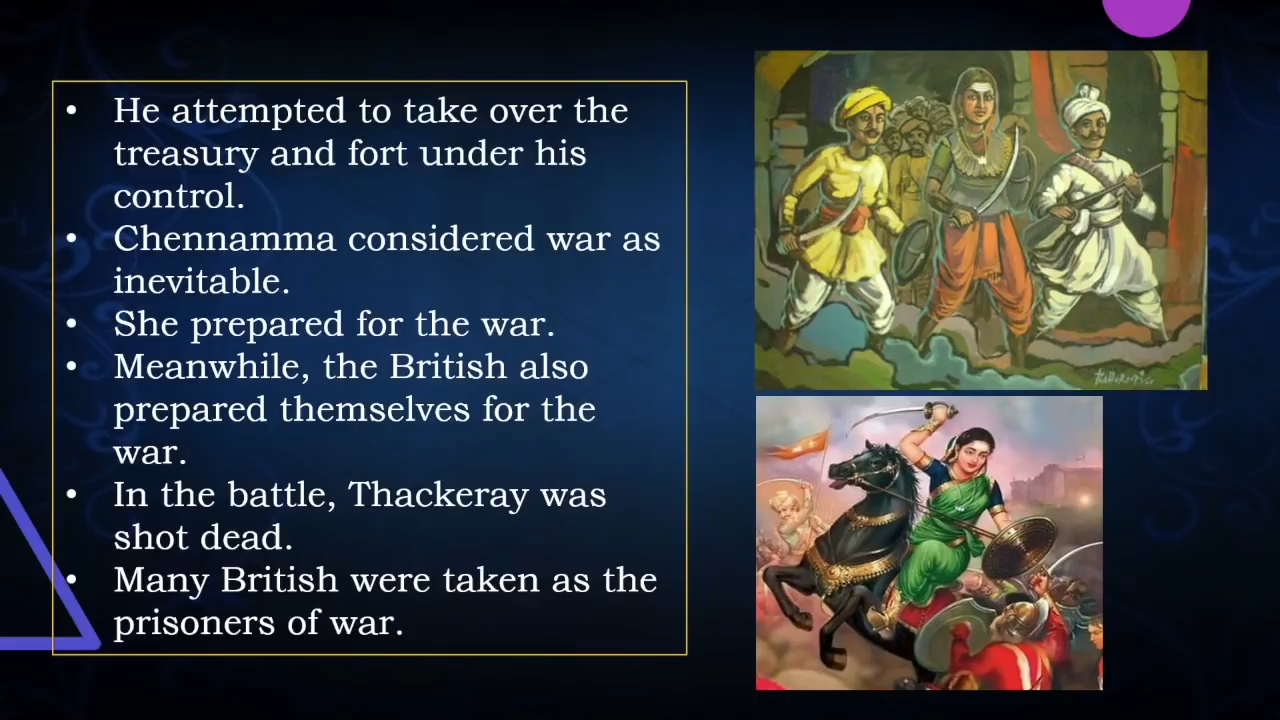 • He attempted to take over the
treasury and fort under his
control.
• Chennamma considered war as
inevitable.
• She prepared for the war.
• Meanwhile, the British also
prepared themselves for the
war.
• In the battle, Thackeray was
shot dead.
• Many British were taken as the
prisoners of war.